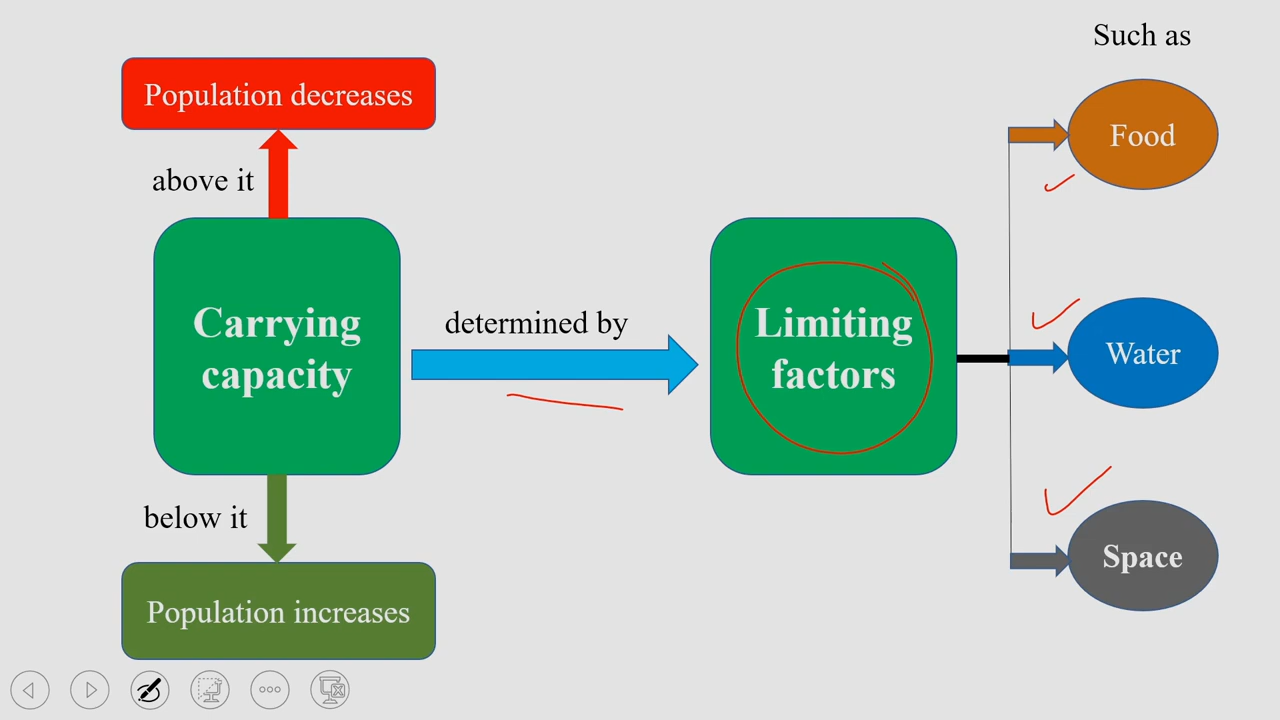 Such as
Population decreases
Food
above it
Carrying
capacity
determined by
Limiting
factors
Water
below it
Space
Population increases